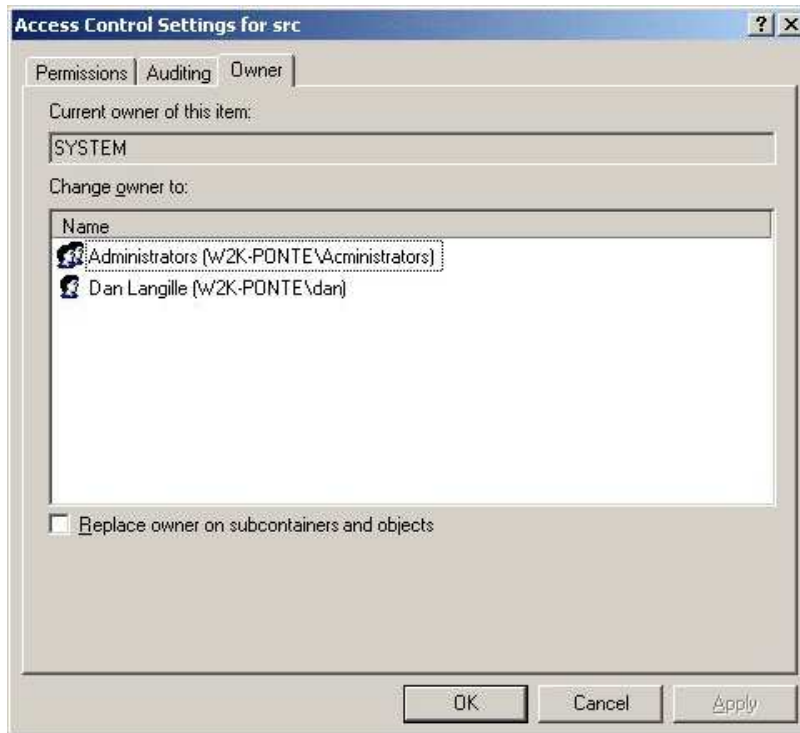 Access Control Settings for src
Permissions Auditing Owner
Current owner of this item:
SYSTEM
Change owner to:
Name
Administrators (W2K-PONTE\Acministrators)
Dan Langille (W2K-PONTE\dan)
Replace owner on subcontainers and objects
OK Cancel Apply